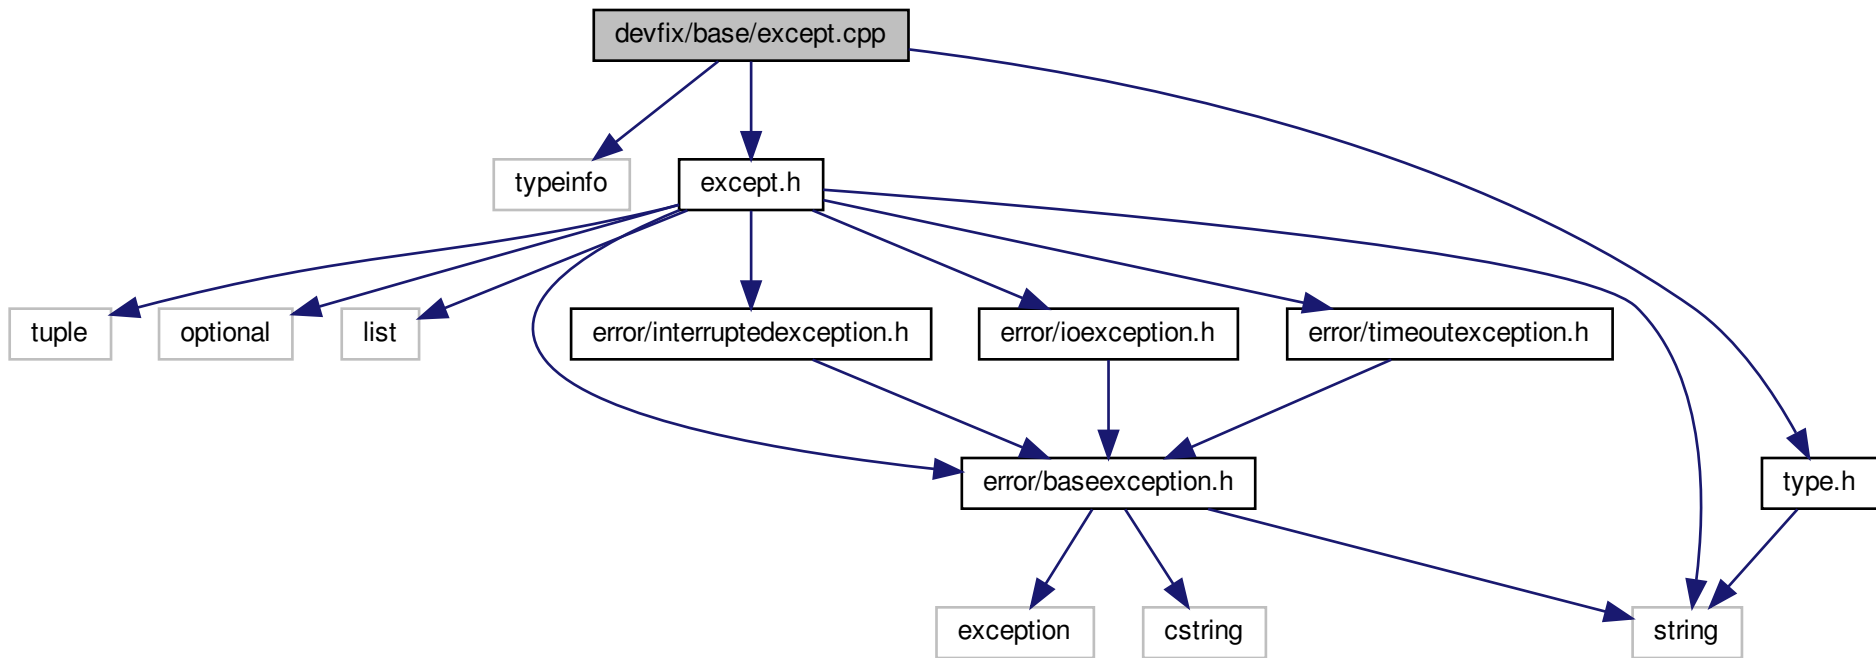 devfix/base/except.cpp
typeinfo
except.h
tuple
optional
list
error/interruptedexception.h
error/ioexception.h
error/timeoutexception.h
error/baseexception.h
type.h
exception
cstring
string